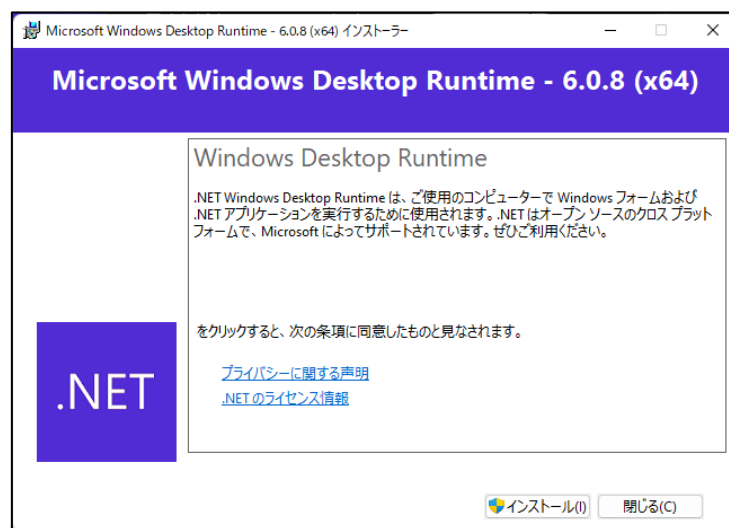 Microsoft Windows Desktop Runtime - 6.0.8 (x64) インストーラー
Microsoft Windows Desktop Runtime - 6.0.8 (x64)
Windows Desktop Runtime
.NET Windows Desktop Runtime は、ご使用のコンピューターで Windows フォームおよび
.NET アプリケーションを実行するために使用されます。.NET はオープン ソースのクロス プラット
フォームで、Microsoft によってサポートされています。ぜひご利用ください。
をクリックすると、次の条項に同意したものと見なされます。
プライバシーに関する声明
.NET のライセンス情報
.NET
インストール(I)
閉じる(C)